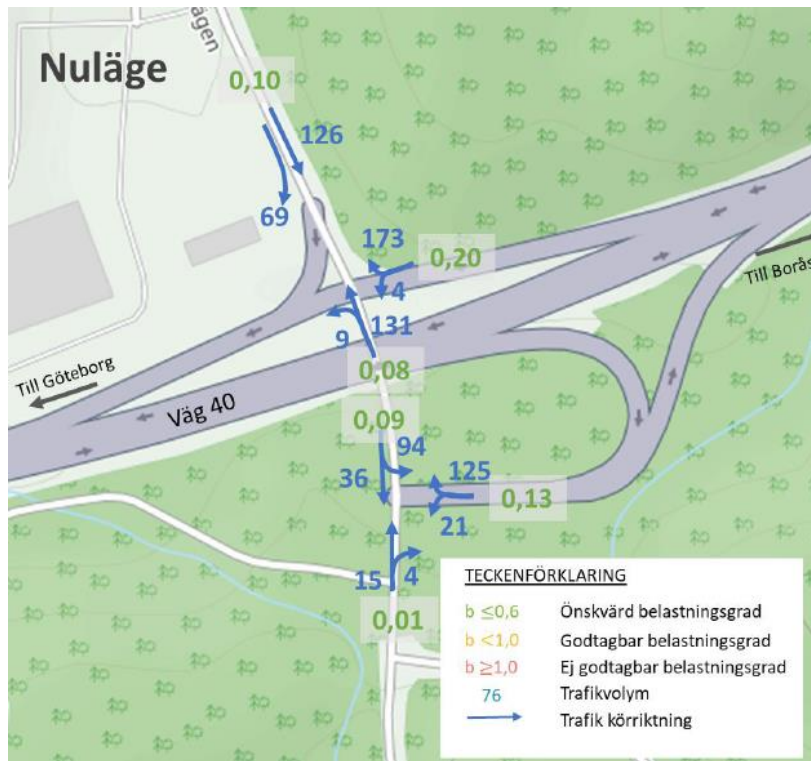 ägen
Nuläge
0,10
126
69
173
0,20
4
Till Borås
9
131
Till Göteborg
0,08
Väg 40
0,09
94
36
125
0,13
21
15
4
0,01
TECKENFÖRKLARING
b ≤0,6 Önskvärd belastningsgrad
b <1,0 Godtagbar belastningsgrad
b ≥1,0 Ej godtagbar belastningsgrad
76 Trafikvolym
Trafik körriktning